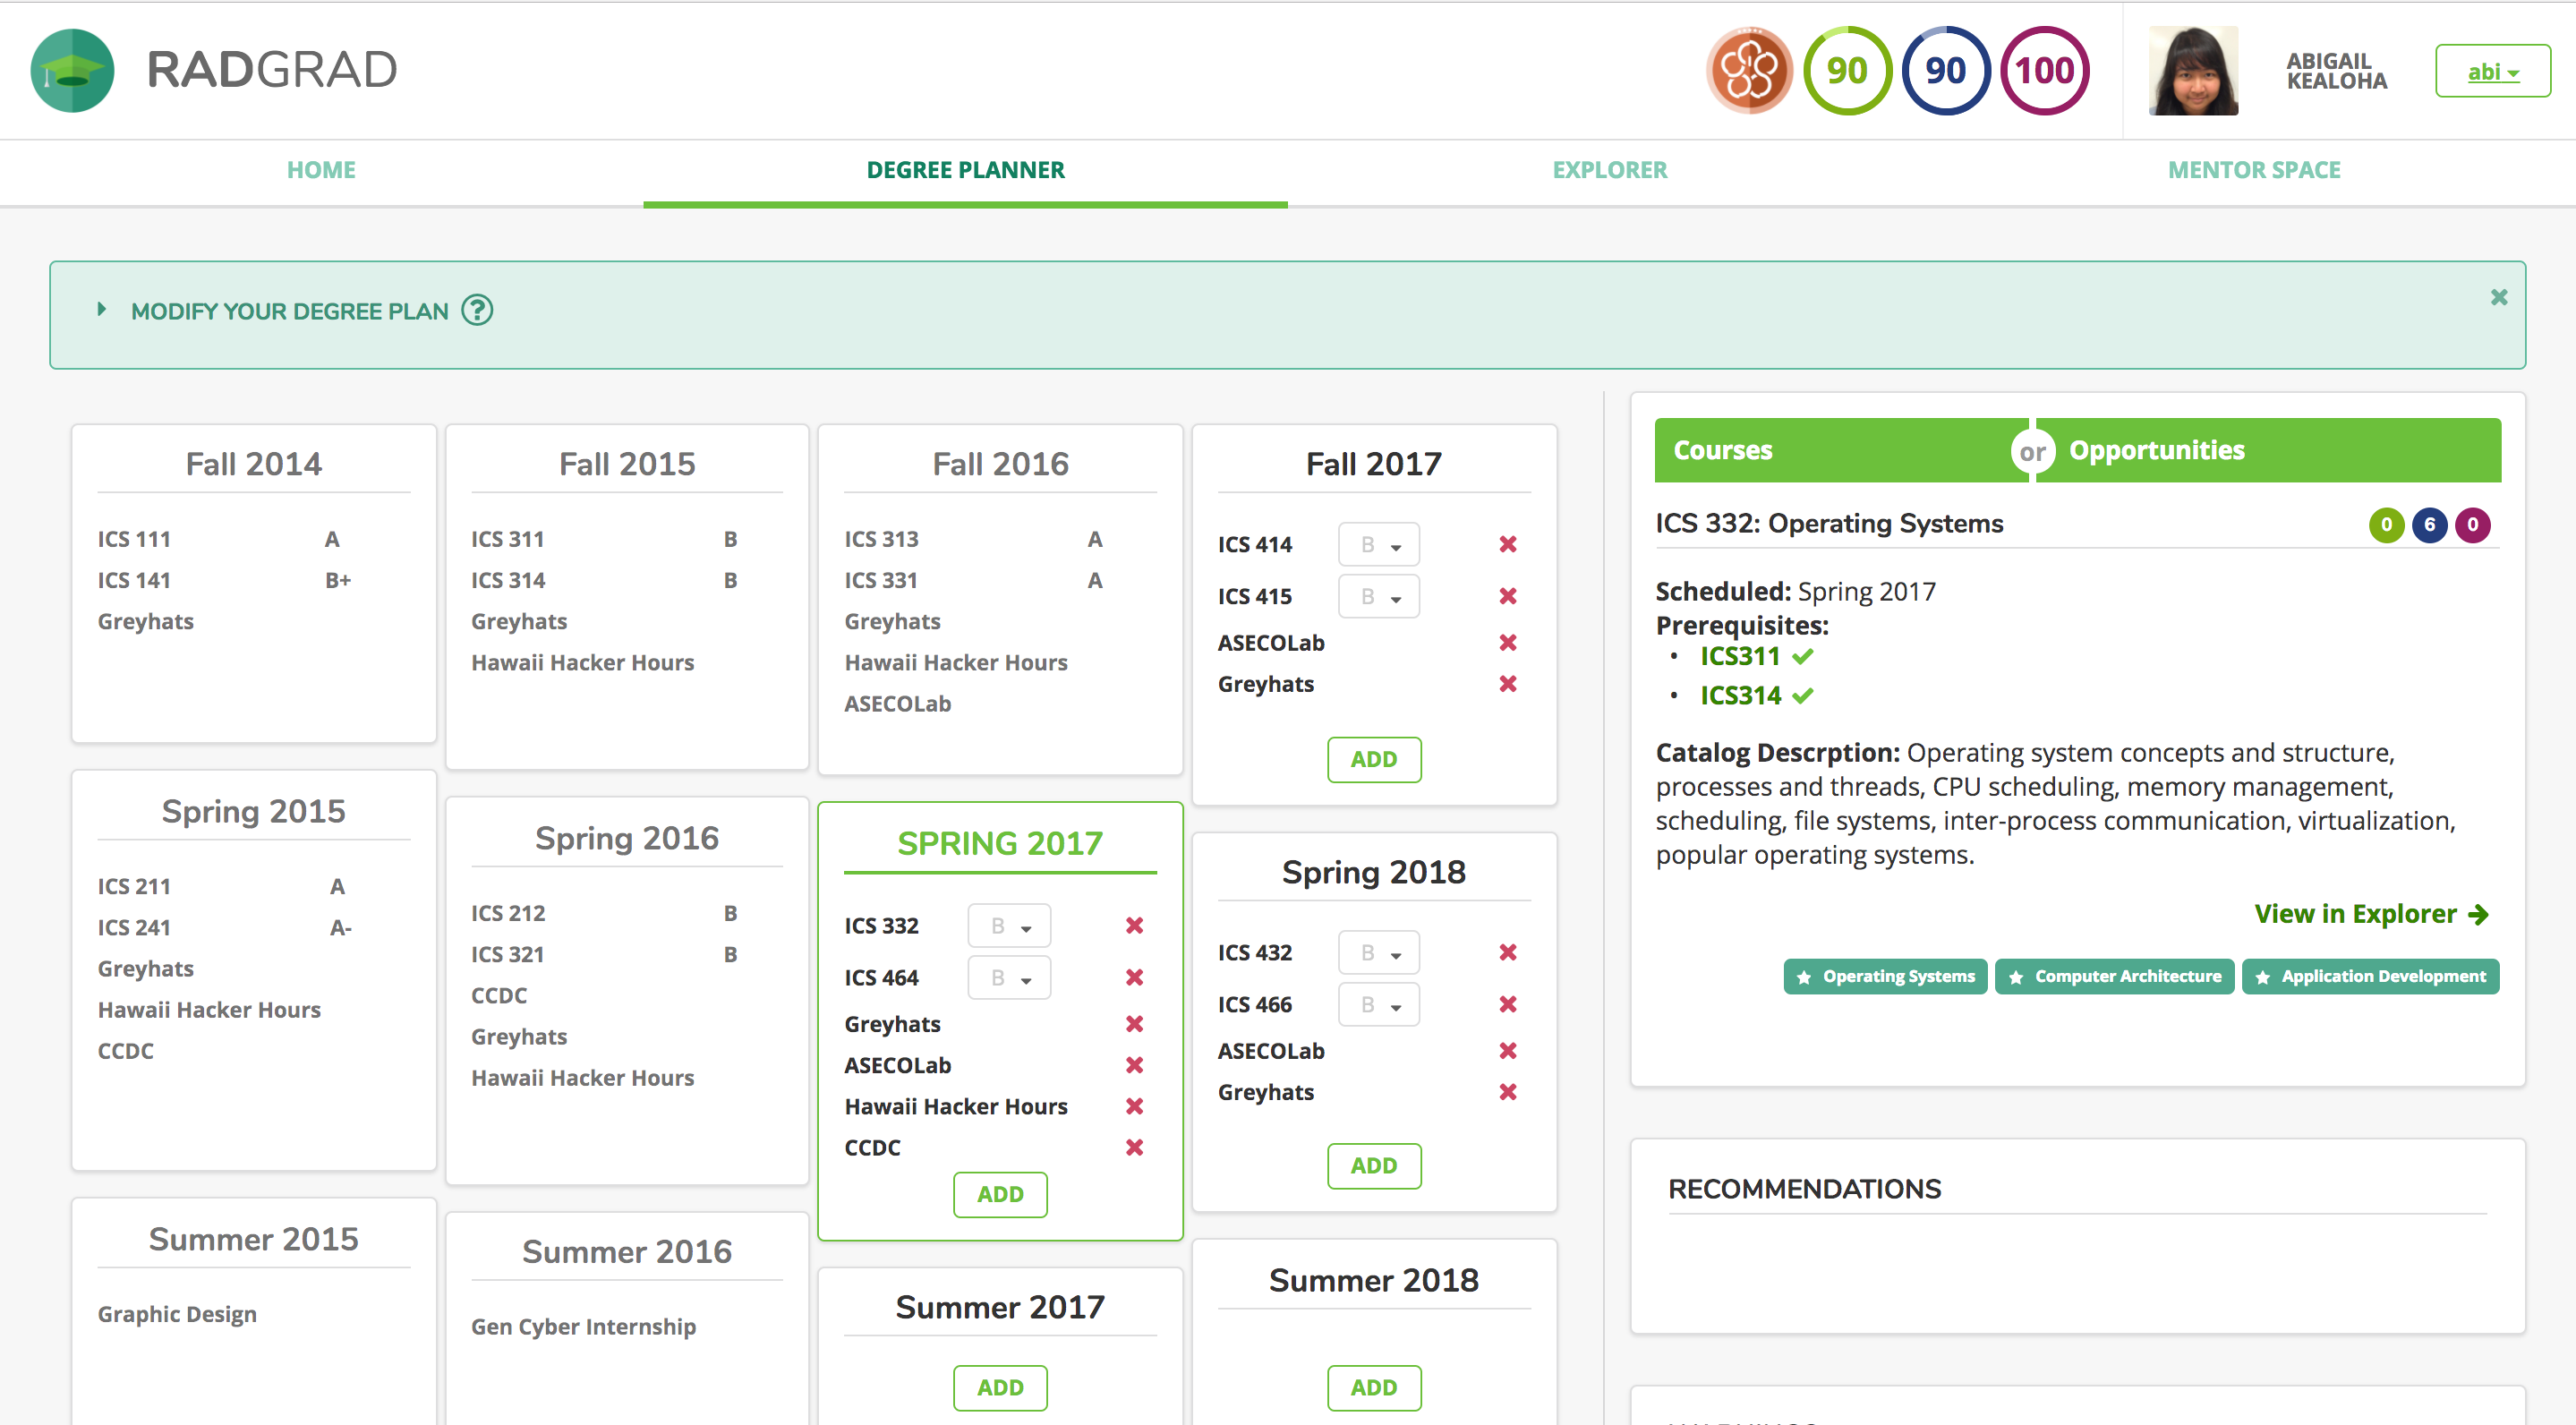 RADGRAD
90
90
100
ABIGAIL
KEALOHA
abi
HOME
DEGREE PLANNER
EXPLORER
MENTOR SPACE
MODIFY YOUR DEGREE PLAN ?
Fall 2014
ICS 111 A
ICS 141 B+
Greyhats
Spring 2015
ICS 211 A
ICS 241 A-
Greyhats
Hawaii Hacker Hours
CCDC
Summer 2015
Graphic Design
Fall 2015
ICS 311 B
ICS 314 B
Greyhats
Hawaii Hacker Hours
Spring 2016
ICS 212 B
ICS 321 B
CCDC
Greyhats
Hawaii Hacker Hours
Summer 2016
Gen Cyber Internship
Fall 2016
ICS 313 A
ICS 331 A
Greyhats
Hawaii Hacker Hours
ASECOLab
SPRING 2017
ICS 332 B
ICS 464 B
Greyhats
ASECOLab
Hawaii Hacker Hours
CCDC
ADD
Summer 2017
ADD
Fall 2017
ICS 414 B
ICS 415 B
ASECOLab
Greyhats
ADD
Spring 2018
ICS 432 B
ICS 466 B
ASECOLab
Greyhats
ADD
Summer 2018
ADD
Courses or Opportunities
ICS 332: Operating Systems 0 6 0
Scheduled: Spring 2017
Prerequisites:
• ICS311
• ICS314
Catalog Descrption: Operating system concepts and structure,
processes and threads, CPU scheduling, memory management,
scheduling, file systems, inter-process communication, virtualization,
popular operating systems.
View in Explorer
Operating Systems Computer Architecture Application Development
RECOMMENDATIONS